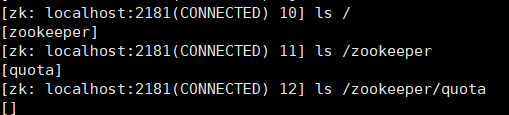 [zk: localhost:2181(CONNECTED) 10] ls /
[zookeeper]
[zk: localhost:2181(CONNECTED) 11] ls /zookeeper
[quota]
[zk: localhost:2181(CONNECTED) 12] ls /zookeeper/quota
[]